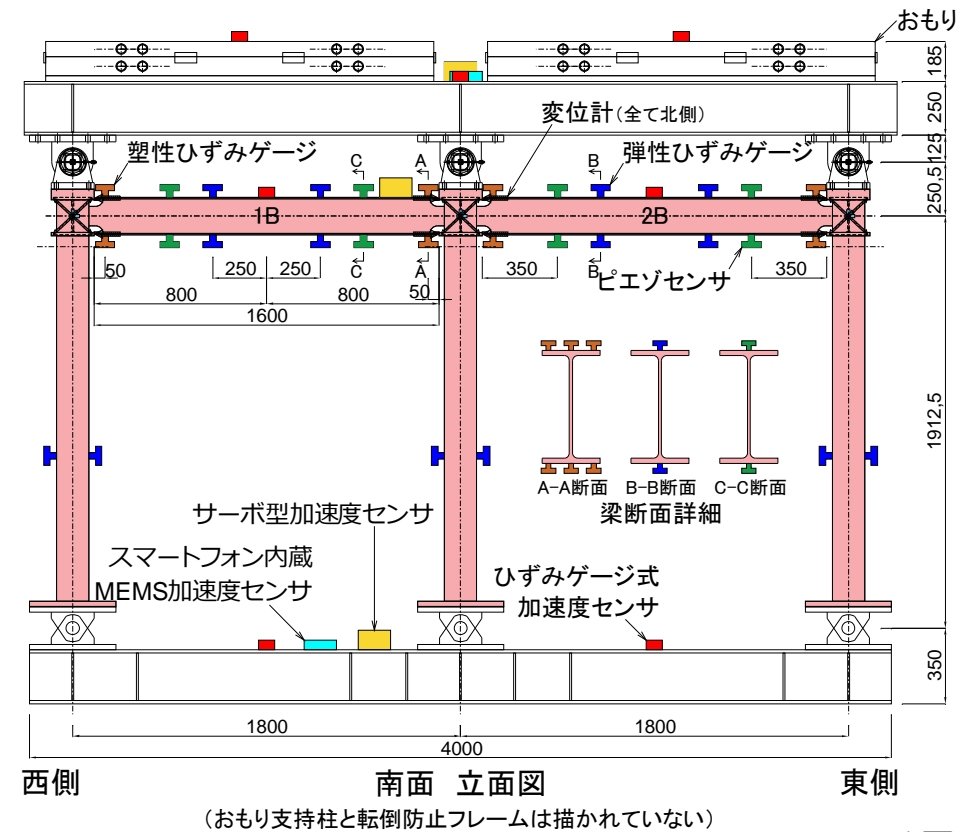 おもり
185
250
125
250,5
変位計(全て北側)
塑性ひずみゲージ
C
A
B
弾性ひずみゲージ
1B
2B
C
A
B
ピエゾセンサ
50
250
250
50
350
350
800
800
1600
1912,5
A-A断面
B-B断面
C-C断面
梁断面詳細
サーボ型加速度センサ
スマートフォン内蔵
MEMS加速度センサ
ひずみゲージ式
加速度センサ
350
1800
1800
4000
西側
南面 立面図
東側
(おもり支持柱と転倒防止フレームは描かれていない)